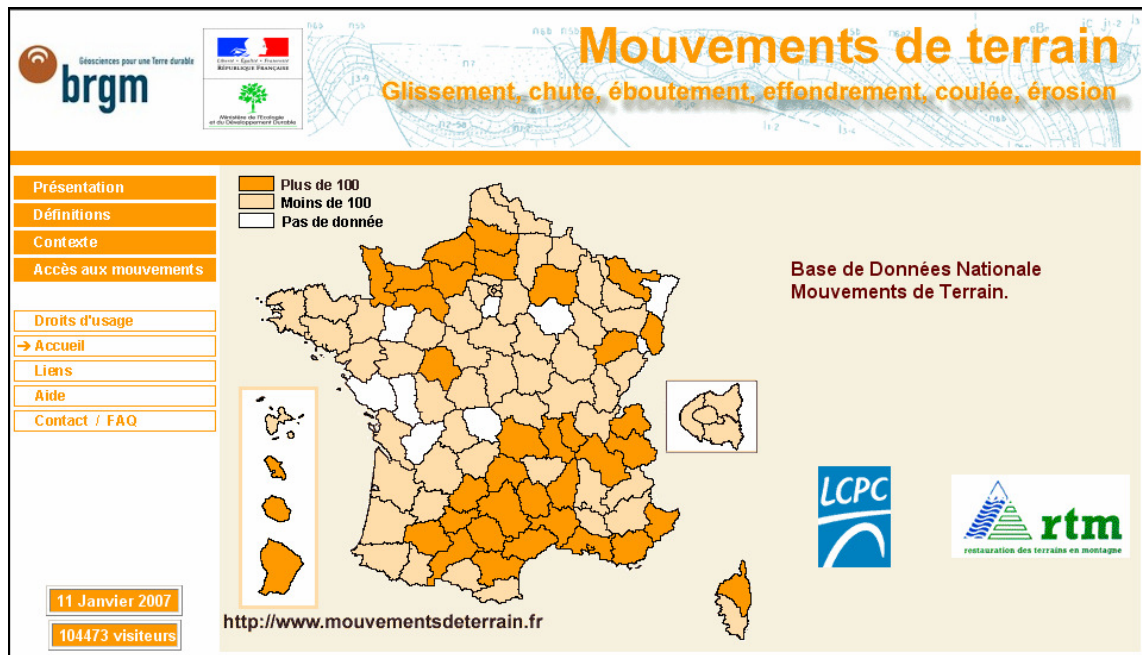 Géosciences pour une Terre durable
brgm
Liberté • Égalité • Fraternité
RÉPUBLIQUE FRANÇAISE
Ministère de l'Ecologie
et du Développement Durable
Mouvements de terrain
Glissement, chute, éboutement, effondrement, coulée, érosion
Présentation
Définitions
Contexte
Accès aux mouvements
Droits d'usage
→ Accueil
Liens
Aide
Contact / FAQ
11 Janvier 2007
104473 visiteurs
Plus de 100
Moins de 100
Pas de donnée
http://www.mouvementsdeterrain.fr
Base de Données Nationale
Mouvements de Terrain.
LCPC
rtm
restauration des terrains en montagne